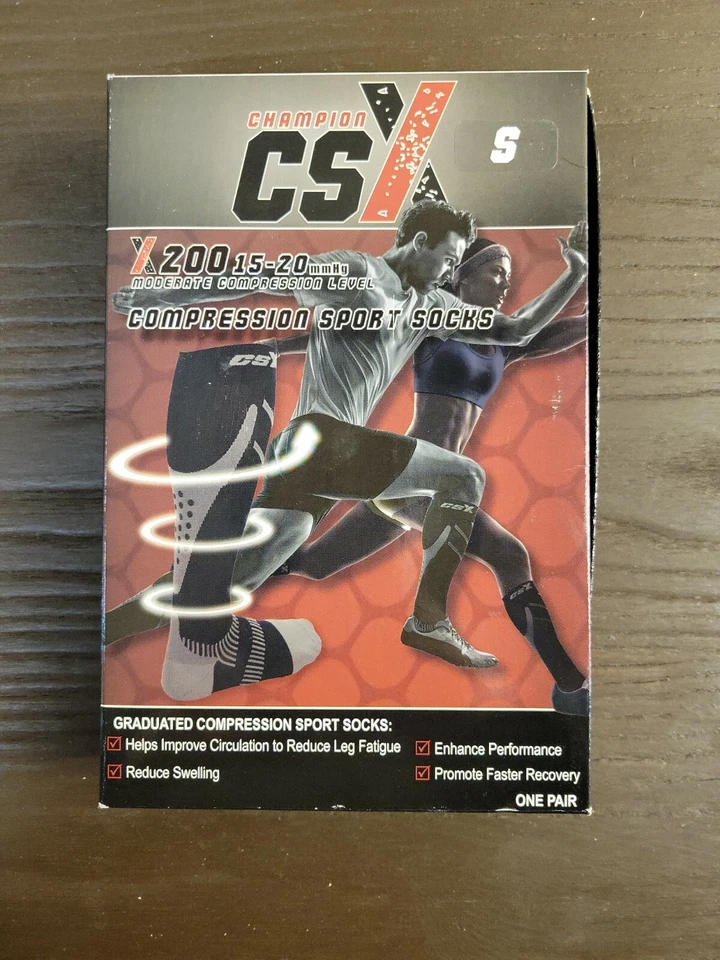 CHAMPION
CSX
S
X200 15-20mmHg
MODERATE COMPRESSION LEVEL
COMPRESSION SPORT SOCKS
CSX
CSX
CSX
GRADUATED COMPRESSION SPORT SOCKS:
Helps Improve Circulation to Reduce Leg Fatigue
Enhance Performance
Reduce Swelling
Promote Faster Recovery
ONE PAIR